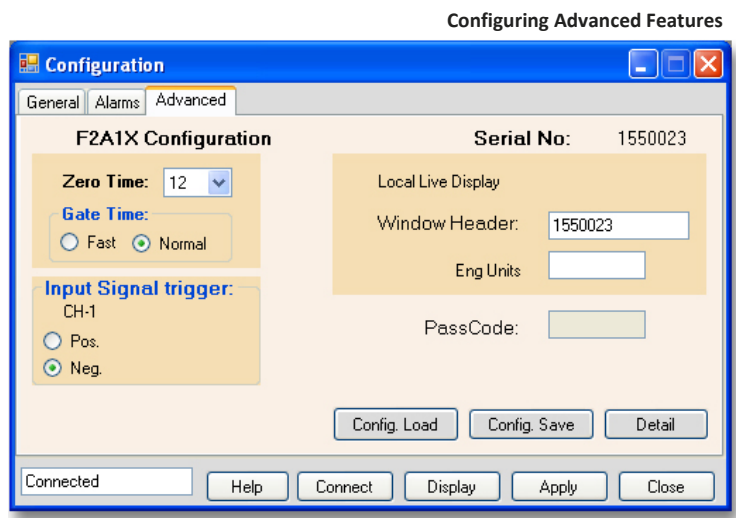 Configuring Advanced Features
Configuration
General Alarms Advanced
F2A1X Configuration
Serial No: 1550023
Zero Time: 12
Gate Time:
Fast Normal
Input Signal trigger:
CH-1
Pos.
Neg.
Local Live Display
Window Header: 1550023
Eng Units
PassCode:
Config. Load Config. Save Detail
Connected Help Connect Display Apply Close